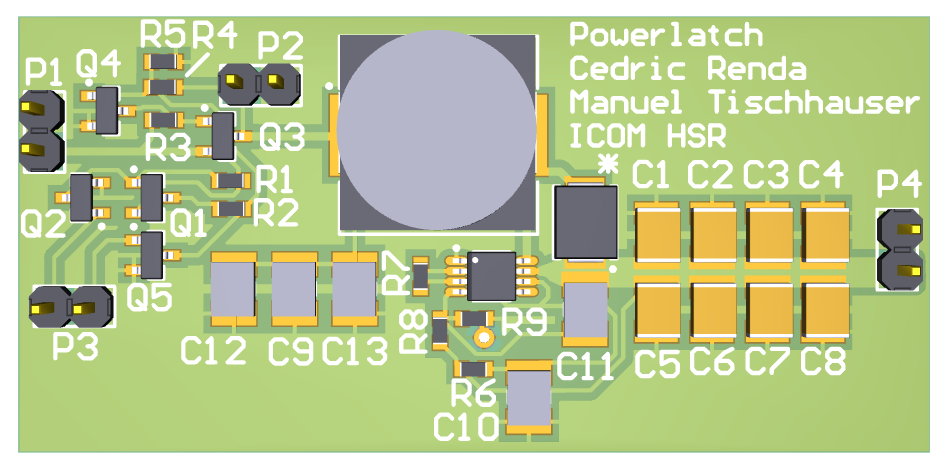 Powerlatch
Cedric Renda
Manuel Tischhauser
ICOM HSR
R5 R4 P2
P1 Q4
R3 Q3
R1
R2
Q2 Q1
Q5
P3
C12 C9 C13
R7
R8
R9
R6
C10
C11
* C1 C2 C3 C4 P4
C5 C6 C7 C8